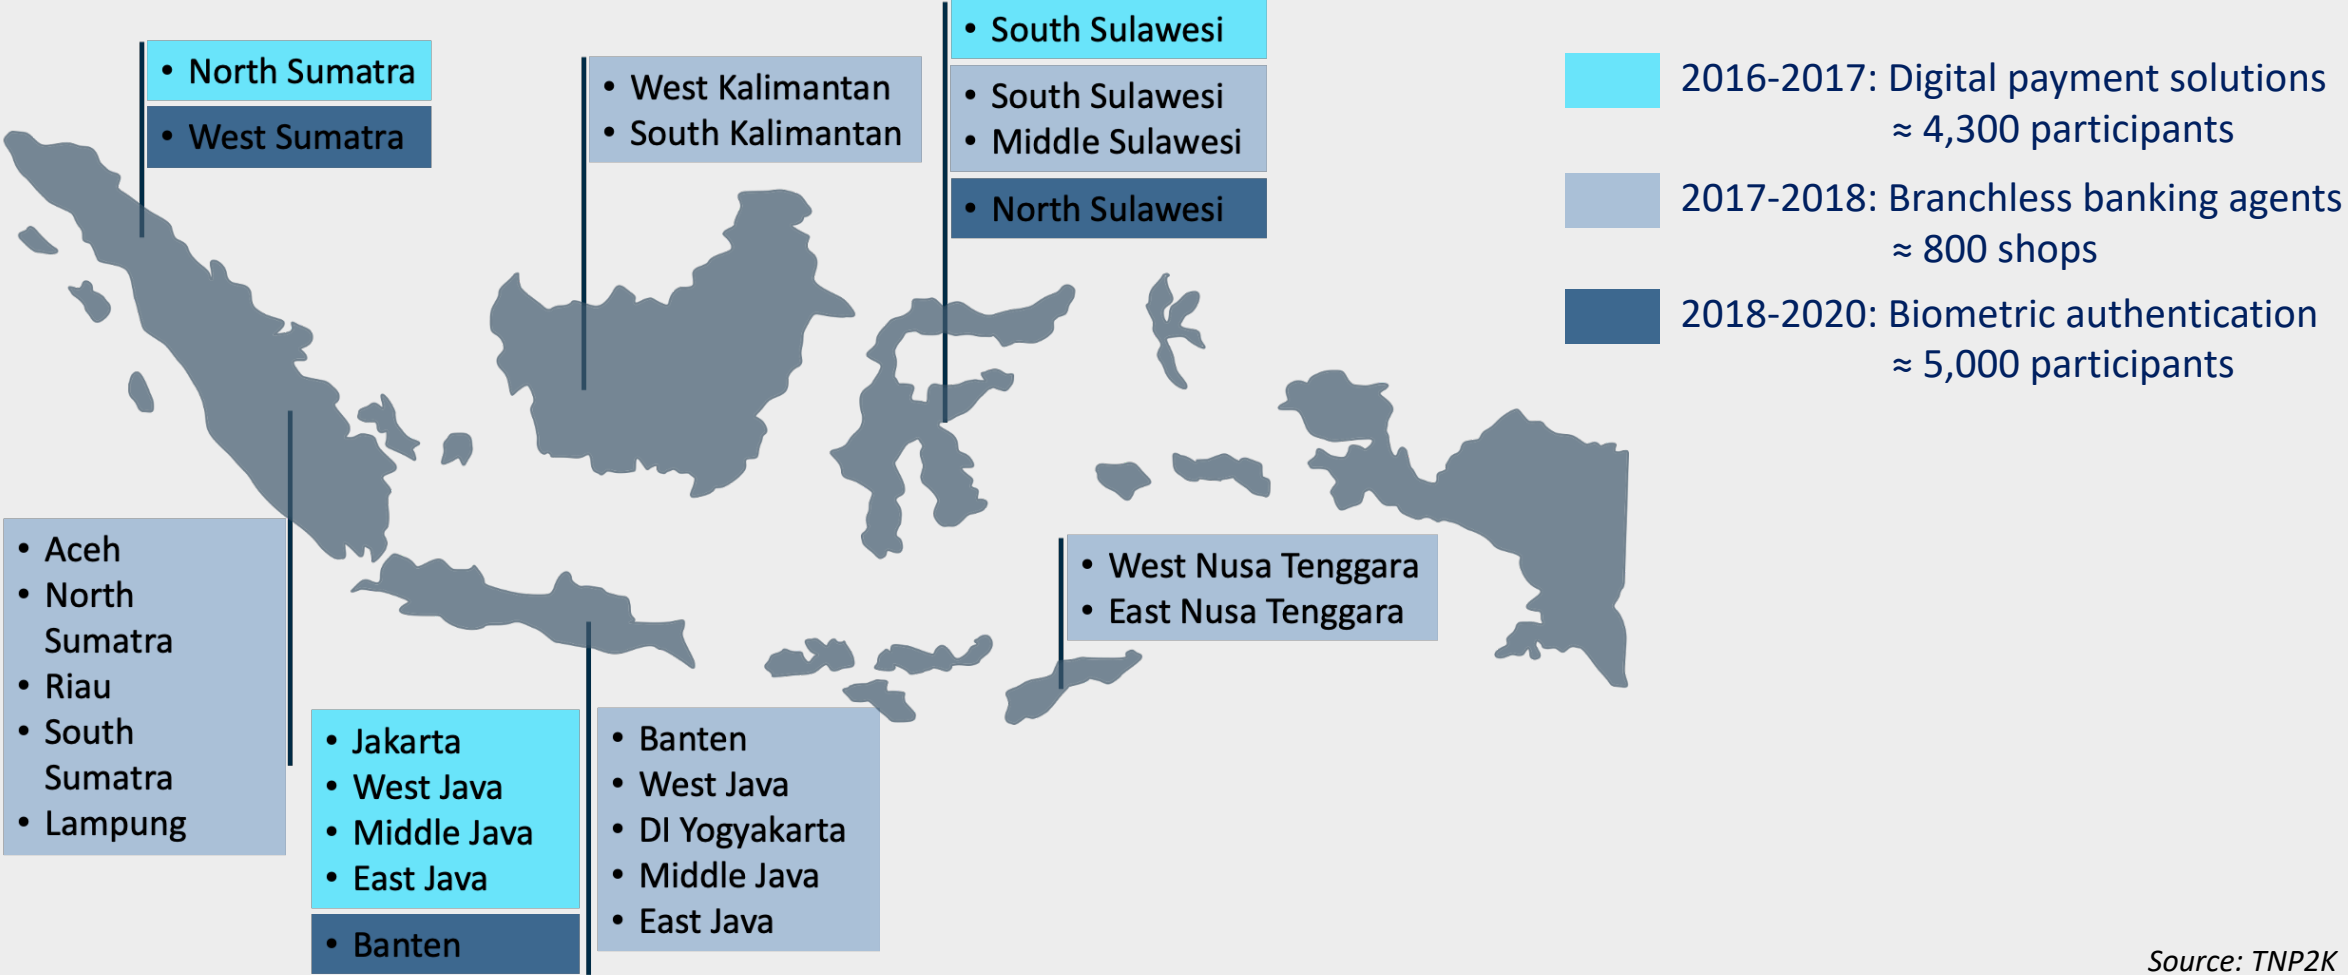 • North Sumatra
• West Sumatra
• West Kalimantan
• South Kalimantan
• South Sulawesi
• South Sulawesi
• Middle Sulawesi
• North Sulawesi
2016-2017: Digital payment solutions
≈ 4,300 participants
2017-2018: Branchless banking agents
≈ 800 shops
2018-2020: Biometric authentication
≈ 5,000 participants
• Aceh
• North
Sumatra
• Riau
• South
Sumatra
• Lampung
• Jakarta
• West Java
• Middle Java
• East Java
• Banten
• Banten
• West Java
• DI Yogyakarta
• Middle Java
• East Java
• West Nusa Tenggara
• East Nusa Tenggara
Source: TNP2K